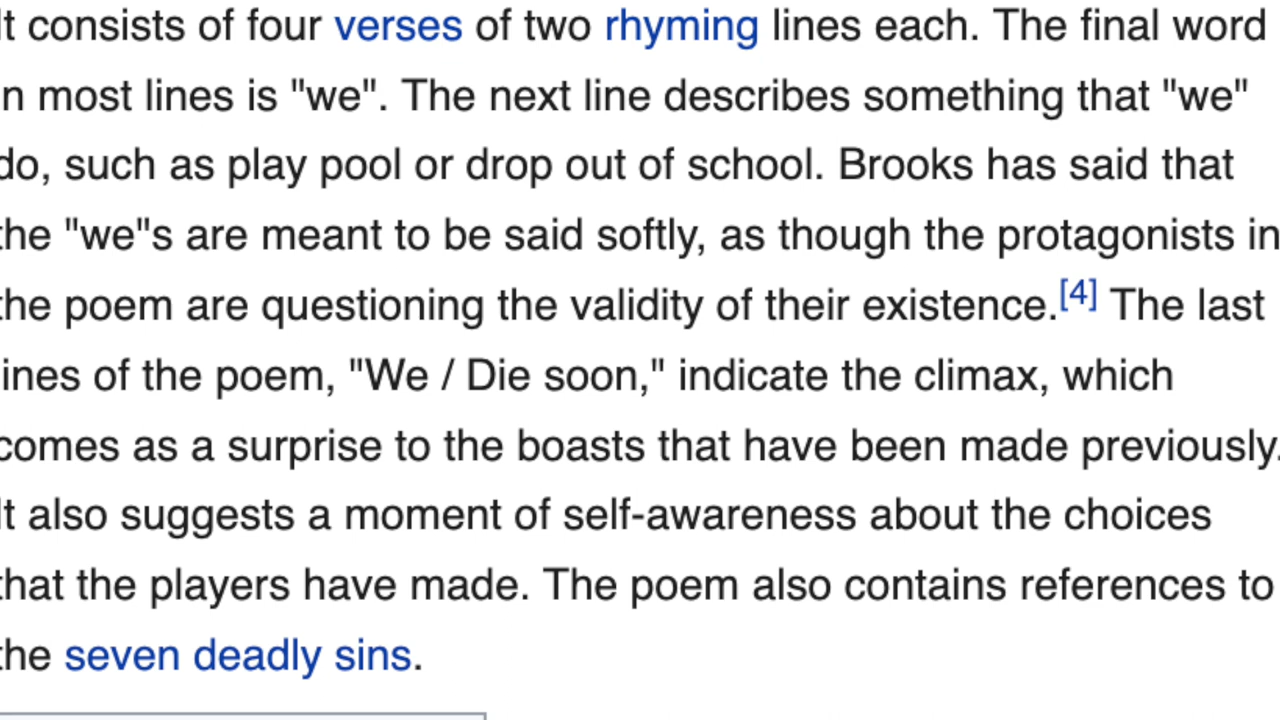 It consists of four verses of two rhyming lines each. The final word
in most lines is "we". The next line describes something that "we"
do, such as play pool or drop out of school. Brooks has said that
the "we"s are meant to be said softly, as though the protagonists in
the poem are questioning the validity of their existence.[4] The last
lines of the poem, "We / Die soon," indicate the climax, which
comes as a surprise to the boasts that have been made previously.
It also suggests a moment of self-awareness about the choices
that the players have made. The poem also contains references to
the seven deadly sins.